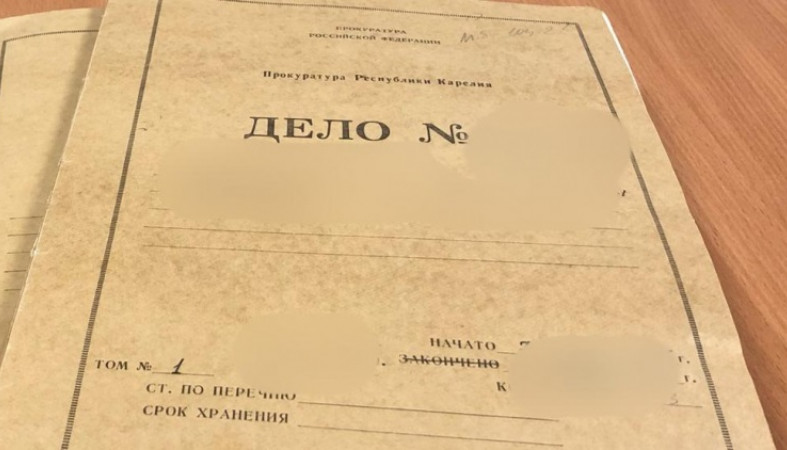 ПРОКУРАТУРА
РОССИЙСКОЙ ФЕДЕРАЦИИ
Прокуратура Республики Карелия
ДЕЛО №
НАЧАТО
г.
ТОМ № 1
ЗАКОНЧЕНО
г.
СТ. ПО ПЕРЕЧНЮ
К
СРОК ХРАНЕНИЯ